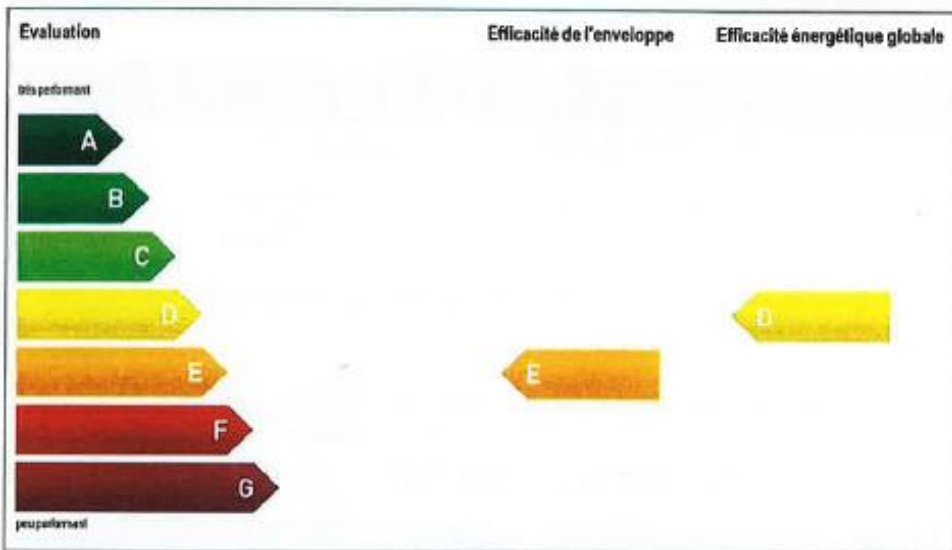 Evaluation
Efficacité de l'enveloppe
Efficacité énergétique globale
très performant
A
B
C
D
D
E
E
F
G
peu performant